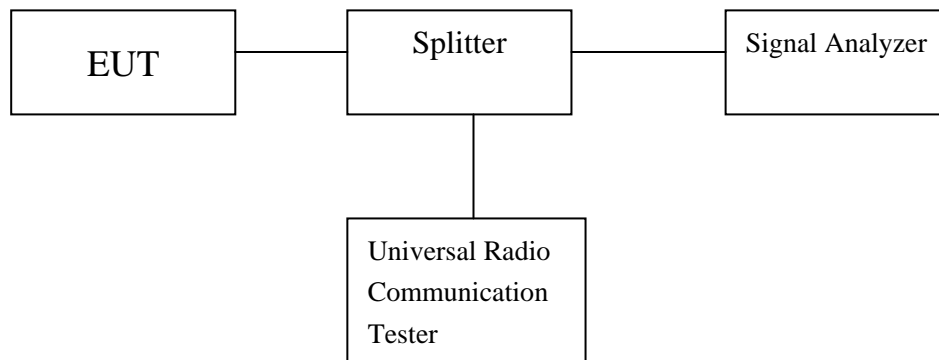 EUT
Splitter
Signal Analyzer
Universal Radio
Communication
Tester